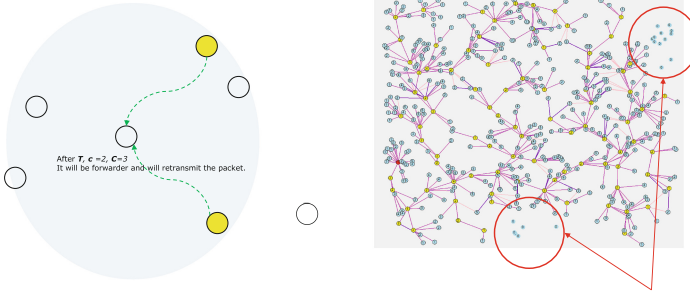 After T, c =2, C=3
It will be forwarder and will retransmit the packet.